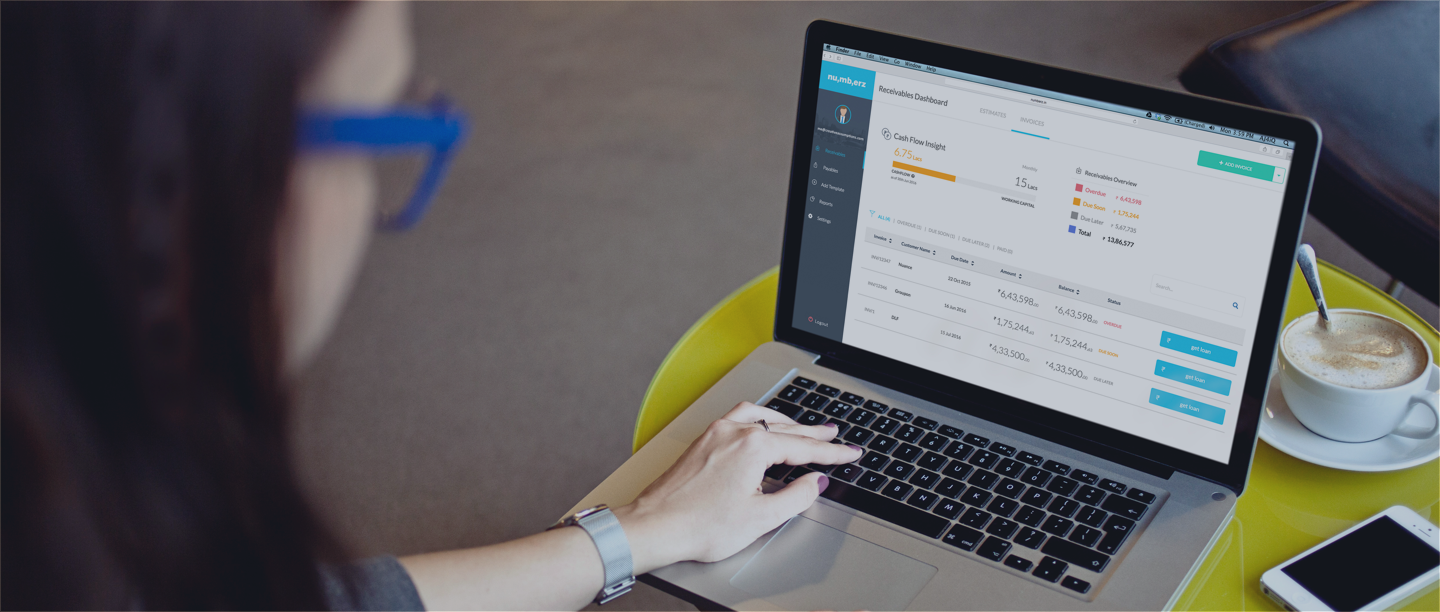 Finder File Edit View Go Window Help
(Charged) Mon 3:59 PM
nu,mb,erz
Receivables Dashboard
ESTIMATES INVOICES
+ ADD INVOICE
Cash Flow Insight
6.75 Lacs
CASHFLOW
15 Lacs
WORKING CAPITAL
Receivables Overview
Overdue ₹ 6,43,598
Due Soon ₹ 1,75,244
Due Later ₹ 5,67,735
Total ₹ 13,86,577
Receivables
Payables
Add Template
Reports
Settings
Logout
OVERDUE (1) | DUE SOON (1) | DUE LATER (2) | PAID (0)
Search...
Invoice Customer Name Due Date Amount Balance Status
Nuance 22 Oct 2015 ₹6,43,598.00 ₹6,43,598.00 OVERDUE get loan
Groupon 16 Jun 2016 ₹1,75,244.00 ₹1,75,244.00 DUE SOON get loan
DLF 15 Jul 2016 ₹4,33,500.00 ₹4,33,500.00 DUE LATER get loan